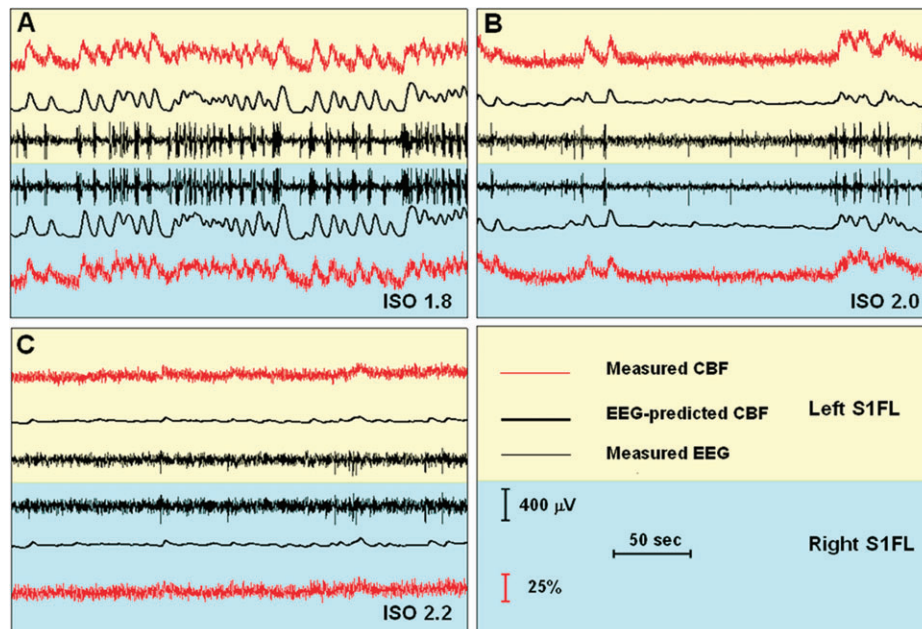 A
ISO 1.8
B
ISO 2.0
C
ISO 2.2
Measured CBF
EEG-predicted CBF
Left S1FL
Measured EEG
400 µV
50 sec
Right S1FL
25%